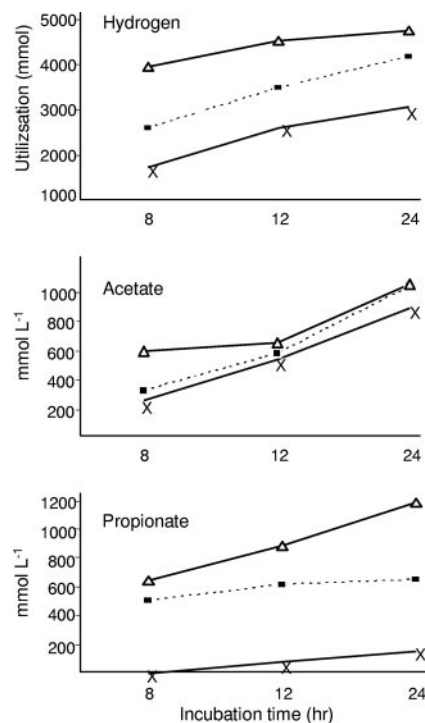 Hydrogen
Utilizsation (mmol)
5000
4000
3000
2000
1000
8 12 24
Acetate
mmol L⁻¹
1000
800
600
400
200
8 12 24
Propionate
mmol L⁻¹
1200
1000
800
600
400
200
8 12 24
Incubation time (hr)